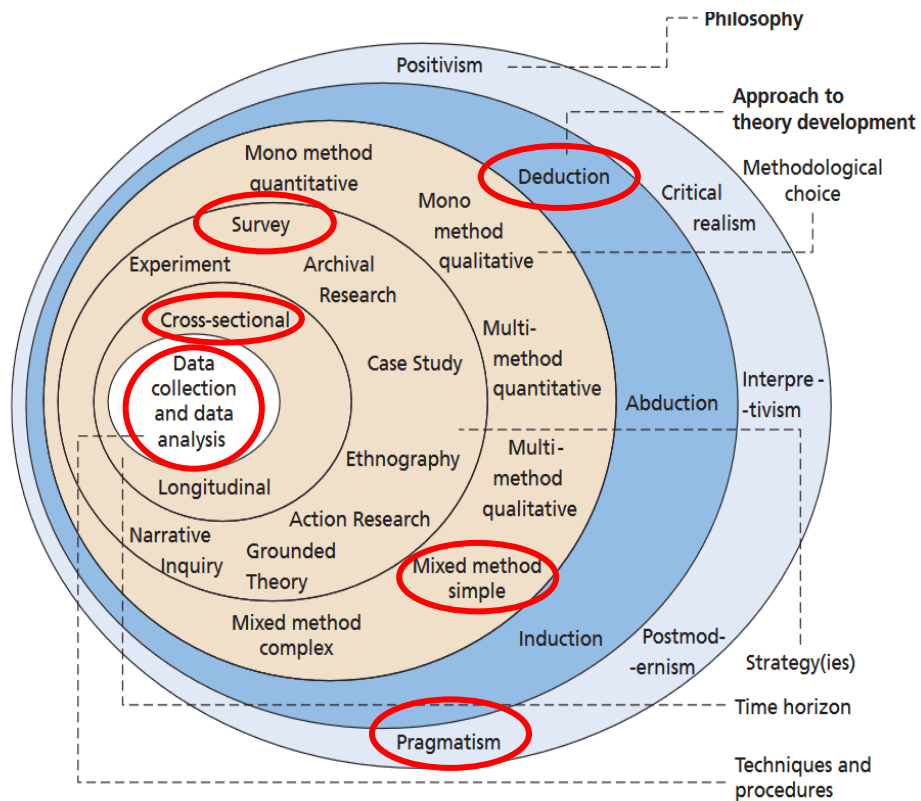 Philosophy
Positivism
Approach to
theory development
Mono method
quantitative
Deduction
Methodological
choice
Critical
realism
Mono
method
qualitative
Survey
Experiment
Archival
Research
Cross-sectional
Multi-
method
quantitative
Case Study
Data
collection
and data
analysis
Abduction
Interpre -
-tivism
Multi-
method
qualitative
Ethnography
Longitudinal
Action Research
Narrative
Inquiry
Grounded
Theory
Mixed method
simple
Mixed method
complex
Induction
Postmod-
-ernism
Strategy(ies)
Time horizon
Pragmatism
Techniques and
procedures